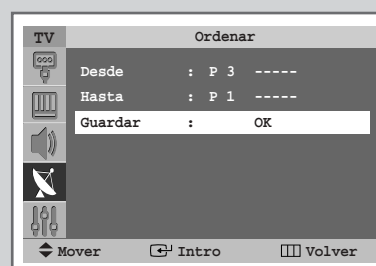 TV Ordenar
Desde : P 3 -----
Hasta : P 1 -----
Guardar : OK
Mover Intro Volver